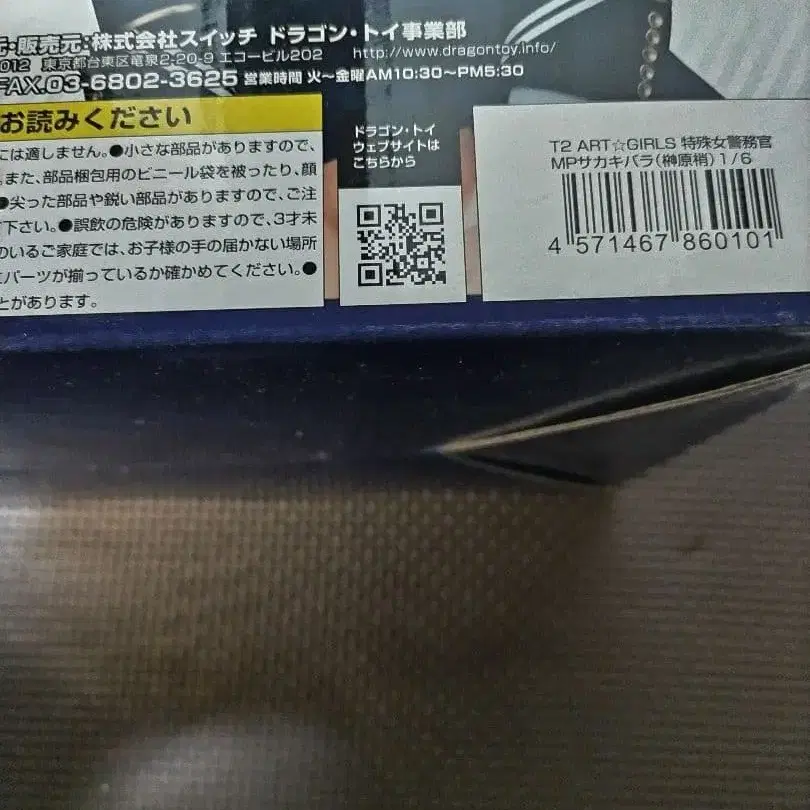 売元:株式会社スイッチ ドラゴン・トイ事業部
012 東京都台東区竜泉2-20-9 エコービル202 http://www.dragontoy.info/
FAX.03-6802-3625 営業時間 火～金曜AM10:30～PM5:30
お読みください
には適しません。●小さな部品がありますので、
。また、部品梱包用のビニール袋を被ったり、顔
●尖った部品や鋭い部品がありますので、ご注
下さい。●誤飲の危険がありますので、3才未
のいるご家庭では、お子様の手の届かない場所
パーツが揃っているか確かめてください。●
とがあります。
ドラゴン・トイ
ウェブサイトは
こちらから
T2 ART☆GIRLS 特殊女警務官
MPサカキバラ(榊原梢)1/6
4 571467 860101